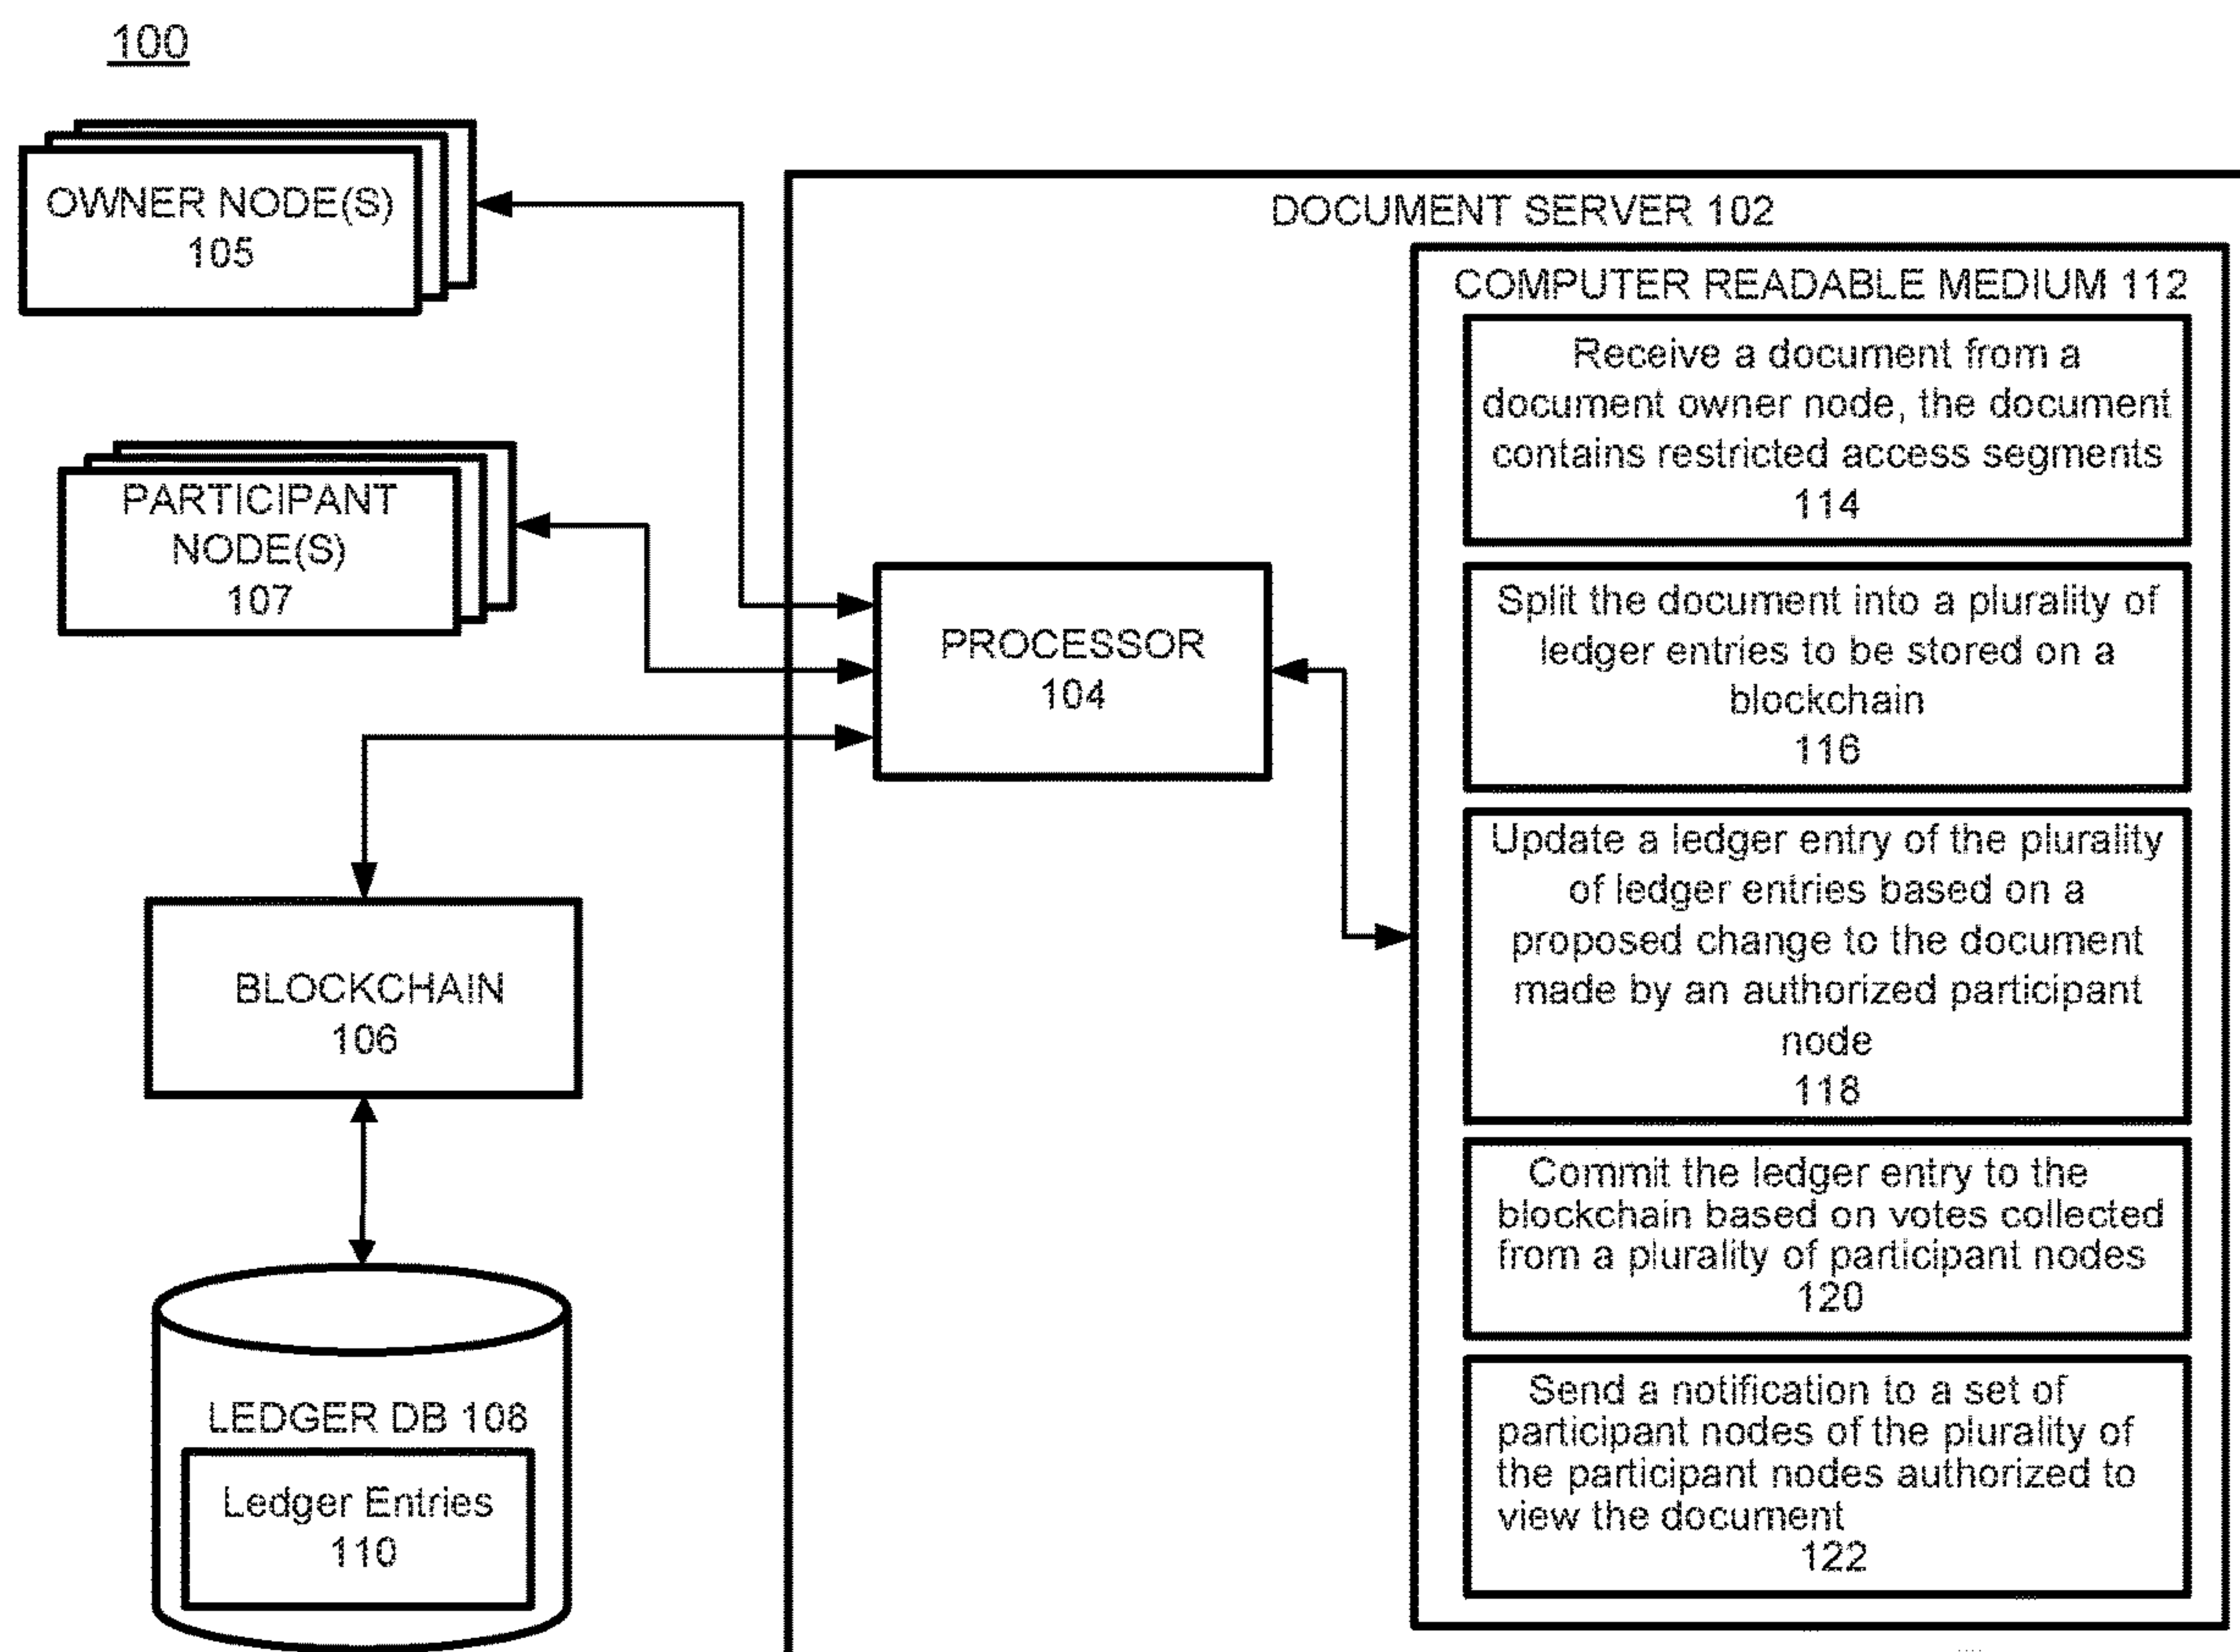 100
OWNER NODE(S)
105
PARTICIPANT
NODE(S)
107
BLOCKCHAIN
106
LEDGER DB 108
Ledger Entries
110
DOCUMENT SERVER 102
PROCESSOR
104
COMPUTER READABLE MEDIUM 112
Receive a document from a
document owner node, the document
contains restricted access segments
114
Split the document into a plurality of
ledger entries to be stored on a
blockchain
116
Update a ledger entry of the plurality
of ledger entries based on a
proposed change to the document
made by an authorized participant
node
118
Commit the ledger entry to the
blockchain based on votes collected
from a plurality of participant nodes
120
Send a notification to a set of
participant nodes of the plurality of
the participant nodes authorized to
view the document
122